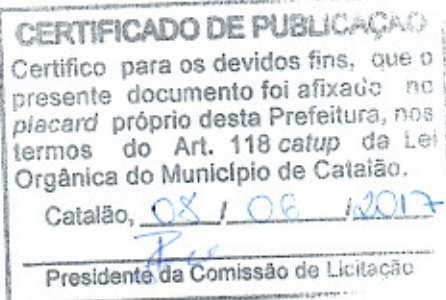 CERTIFICADO DE PUBLICAÇÃO
Certifico para os devidos fins, que o
presente documento foi afixado no
placard próprio desta Prefeitura, nos
termos do Art. 118 catup da Lei
Orgânica do Município de Catalão.
Catalão, 08 / 06 / 2017
Presidente da Comissão de Licitação